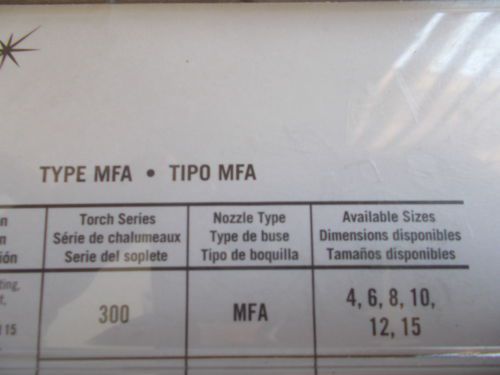 TYPE MFA • TIPO MFA
Torch Series
Série de chalumeaux
Serie del soplete
Nozzle Type
Type de buse
Tipo de boquilla
Available Sizes
Dimensions disponibles
Tamaños disponibles
300
MFA
4, 6, 8, 10,
12, 15
15